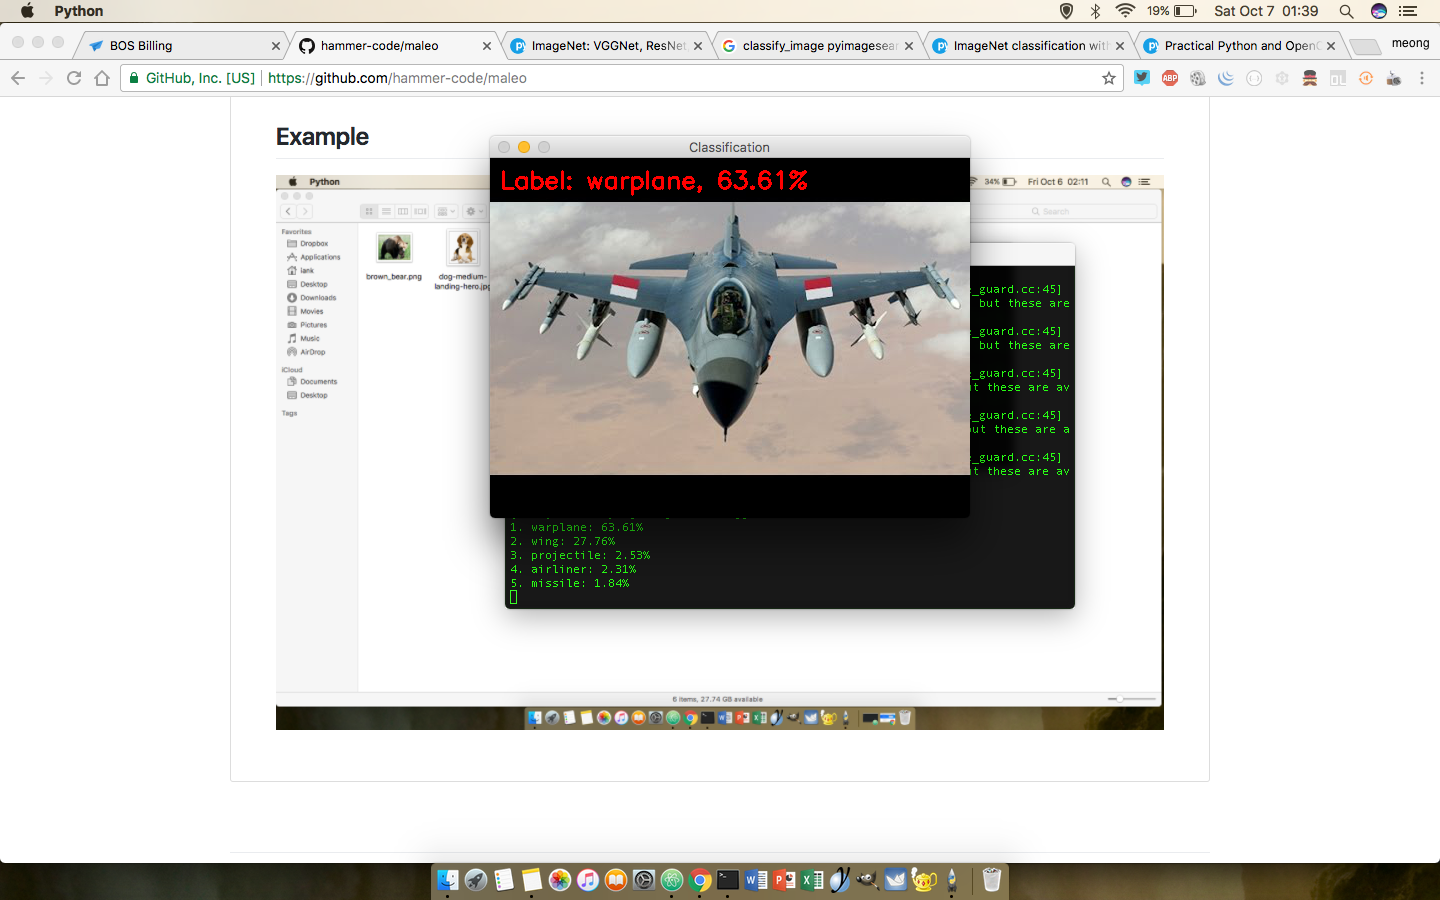 Python
19%
Sat Oct 7 01:39
BOS Billing
hammer-code/maleo
ImageNet: VGGNet, ResNet
classify_image pyimagesear
ImageNet classification with
Practical Python and OpenC
meong
GitHub, Inc. [US]
https://github.com/hammer-code/maleo
ABP
Example
Classification
Label: warplane, 63.61%
Python
34%
Fri Oct 6 02:11
Search
Favorites
Dropbox
Applications
iank
Desktop
Downloads
Movies
Pictures
Music
AirDrop
iCloud
Documents
Desktop
Tags
brown_bear.png
dog-medium-
landing-hero.jpg
_guard.cc:45]
but these are
_guard.cc:45]
but these are
_guard.cc:45]
t these are av
_guard.cc:45]
ut these are a
_guard.cc:45]
t these are av
1. warplane: 63.61%
2. wing: 27.76%
3. projectile: 2.53%
4. airliner: 2.31%
5. missile: 1.84%
6 items, 27.74 GB available